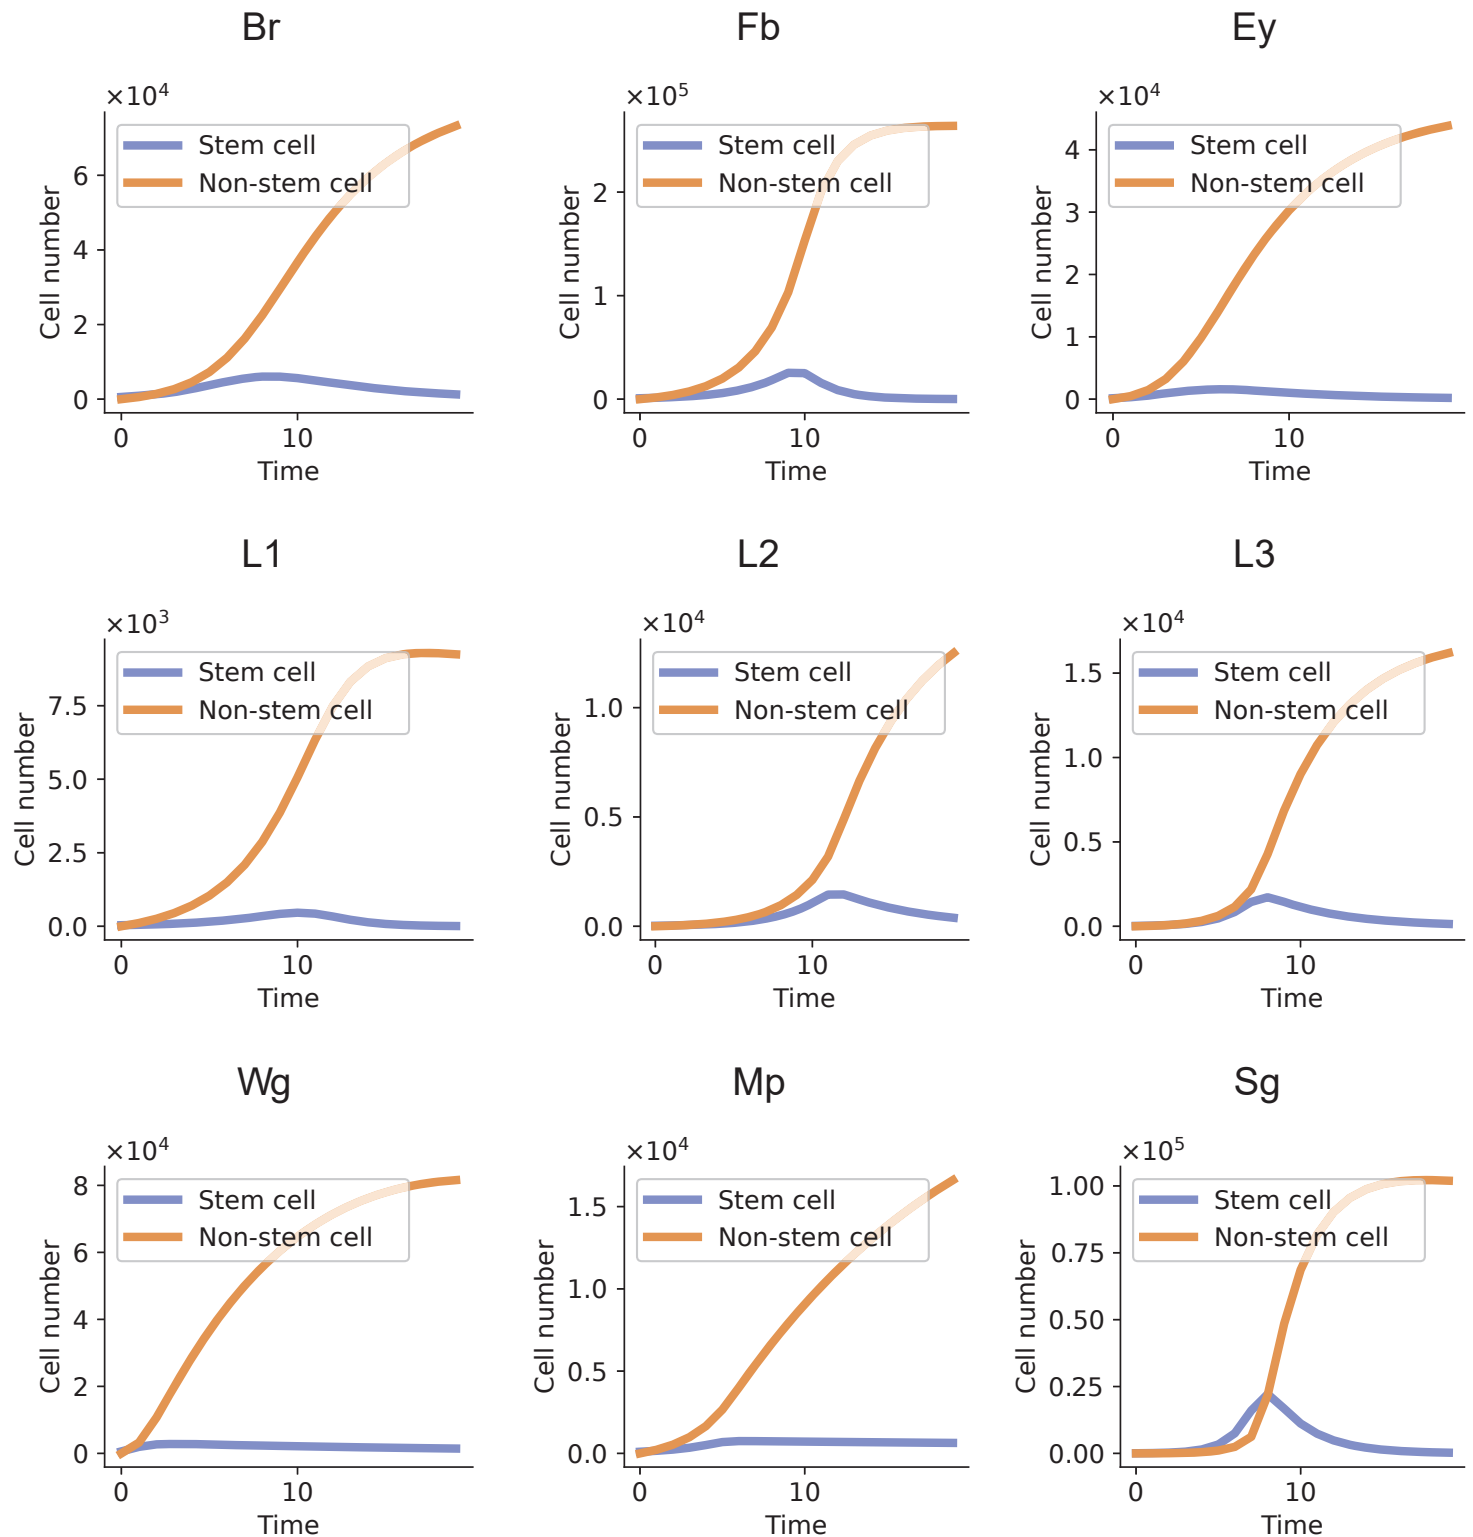 Br
×10⁴
Stem cell
Non-stem cell
6
4
2
0
Cell number
0 10
Time
Fb
×10⁵
Stem cell
Non-stem cell
2
1
0
Cell number
0 10
Time
Ey
×10⁴
Stem cell
Non-stem cell
4
3
2
1
0
Cell number
0 10
Time
L1
×10³
Stem cell
Non-stem cell
7.5
5.0
2.5
0.0
Cell number
0 10
Time
L2
×10⁴
Stem cell
Non-stem cell
1.0
0.5
0.0
Cell number
0 10
Time
L3
×10⁴
Stem cell
Non-stem cell
1.5
1.0
0.5
0.0
Cell number
0 10
Time
Wg
×10⁴
Stem cell
Non-stem cell
8
6
4
2
0
Cell number
0 10
Time
Mp
×10⁴
Stem cell
Non-stem cell
1.5
1.0
0.5
0.0
Cell number
0 10
Time
Sg
×10⁵
Stem cell
Non-stem cell
1.00
0.75
0.50
0.25
0.00
Cell number
0 10
Time